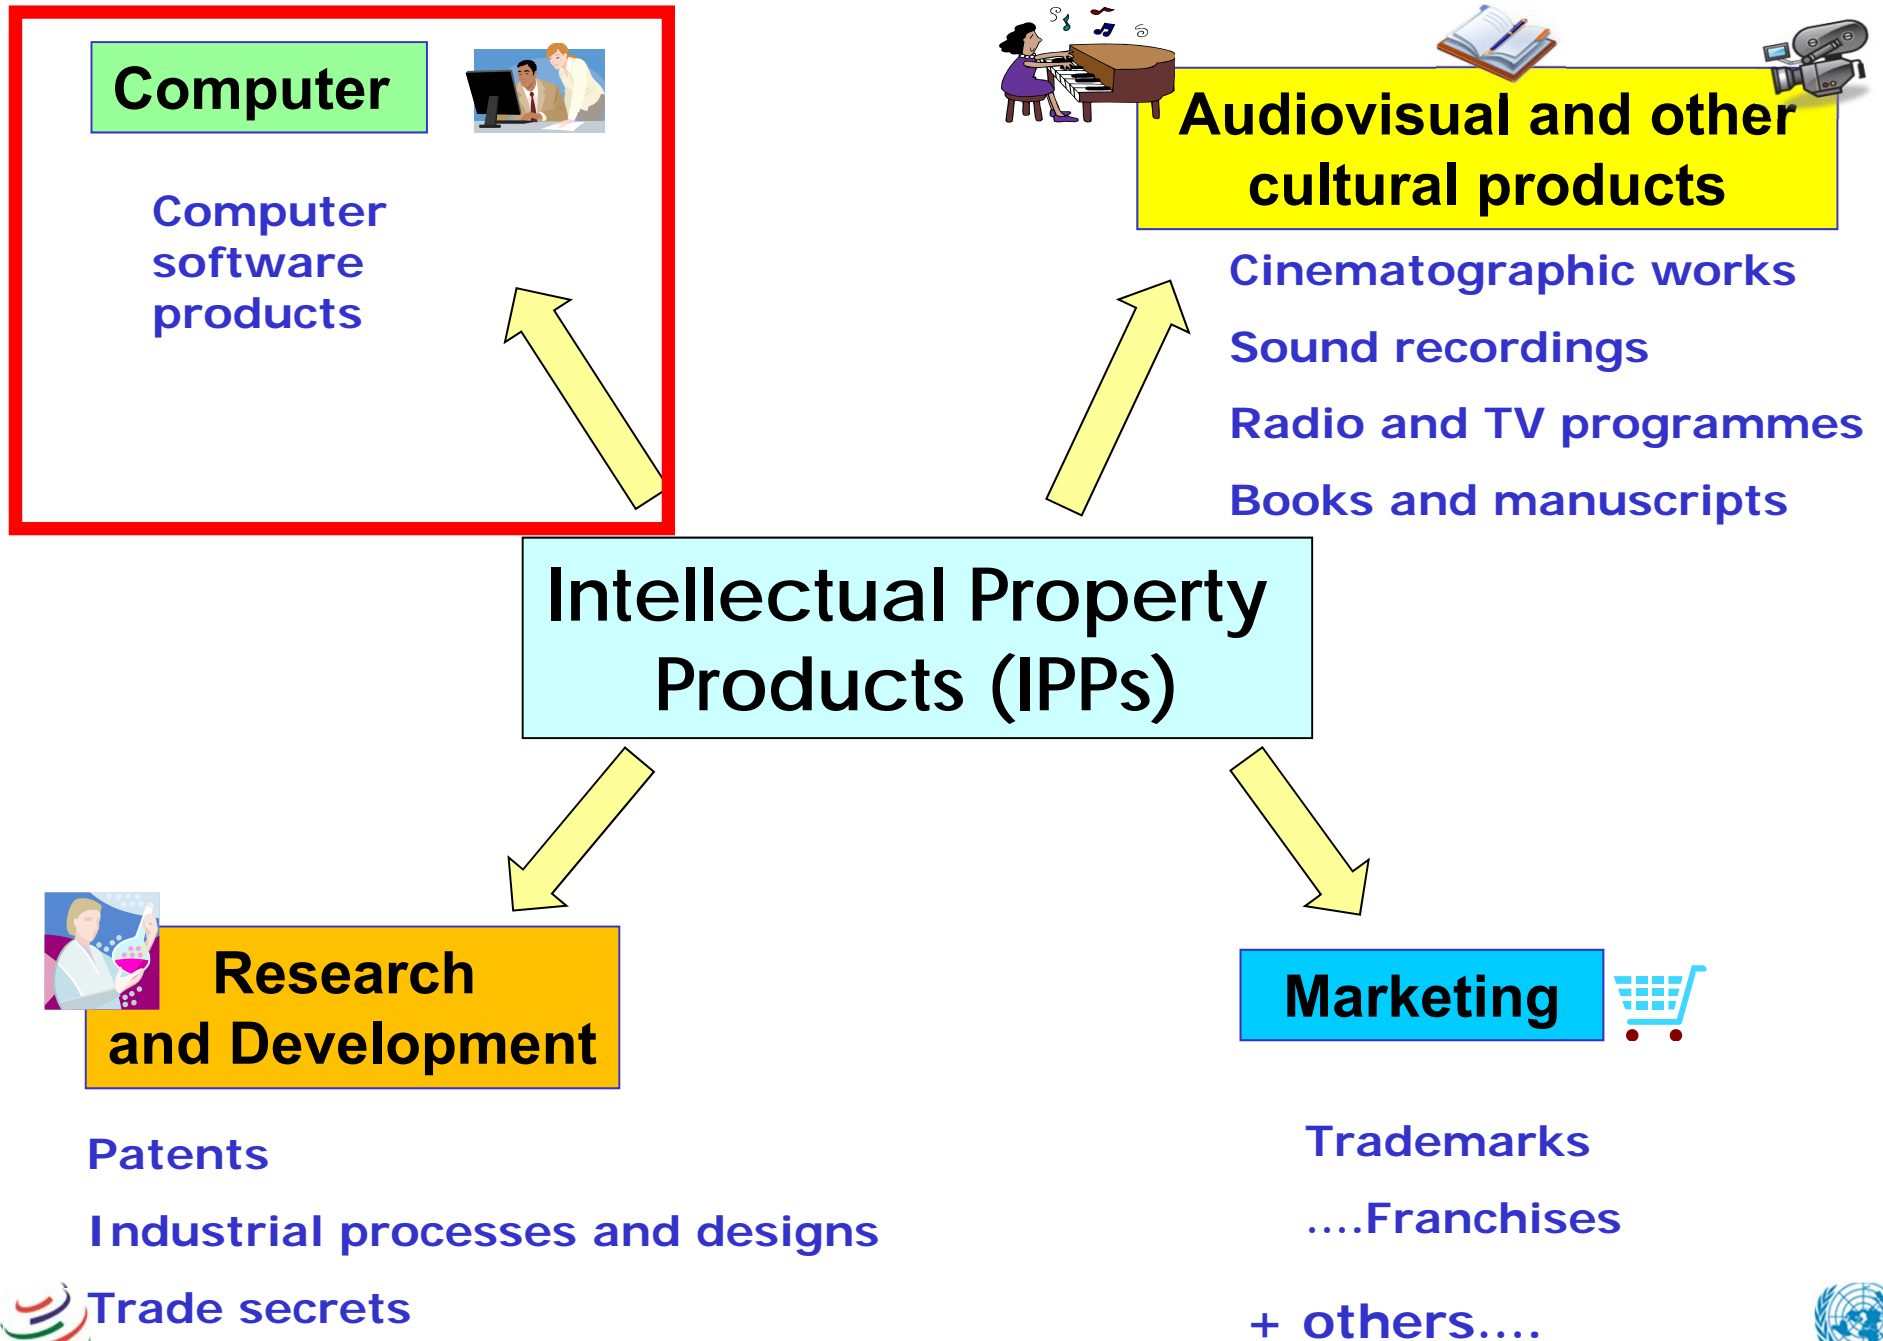 Computer
Computer
software
products
Audiovisual and other
cultural products
Cinematographic works
Sound recordings
Radio and TV programmes
Books and manuscripts
Intellectual Property
Products (IPPs)
Research
and Development
Patents
Industrial processes and designs
Trade secrets
Marketing
Trademarks
....Franchises
+ others....